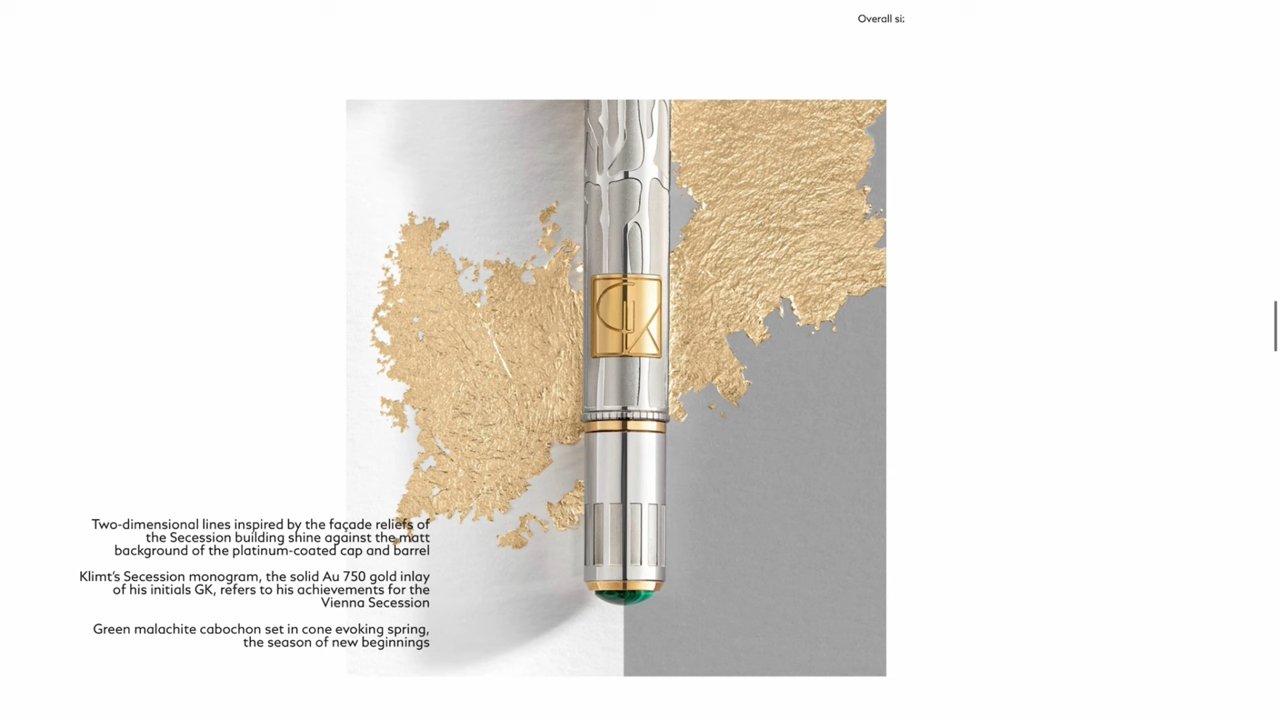 Overall si
Two-dimensional lines inspired by the façade reliefs of
the Secession building shine against the matt
background of the platinum-coated cap and barrel
Klimt's Secession monogram, the solid Au 750 gold inlay
of his initials GK, refers to his achievements for the
Vienna Secession
Green malachite cabochon set in cone evoking spring,
the season of new beginnings
GK